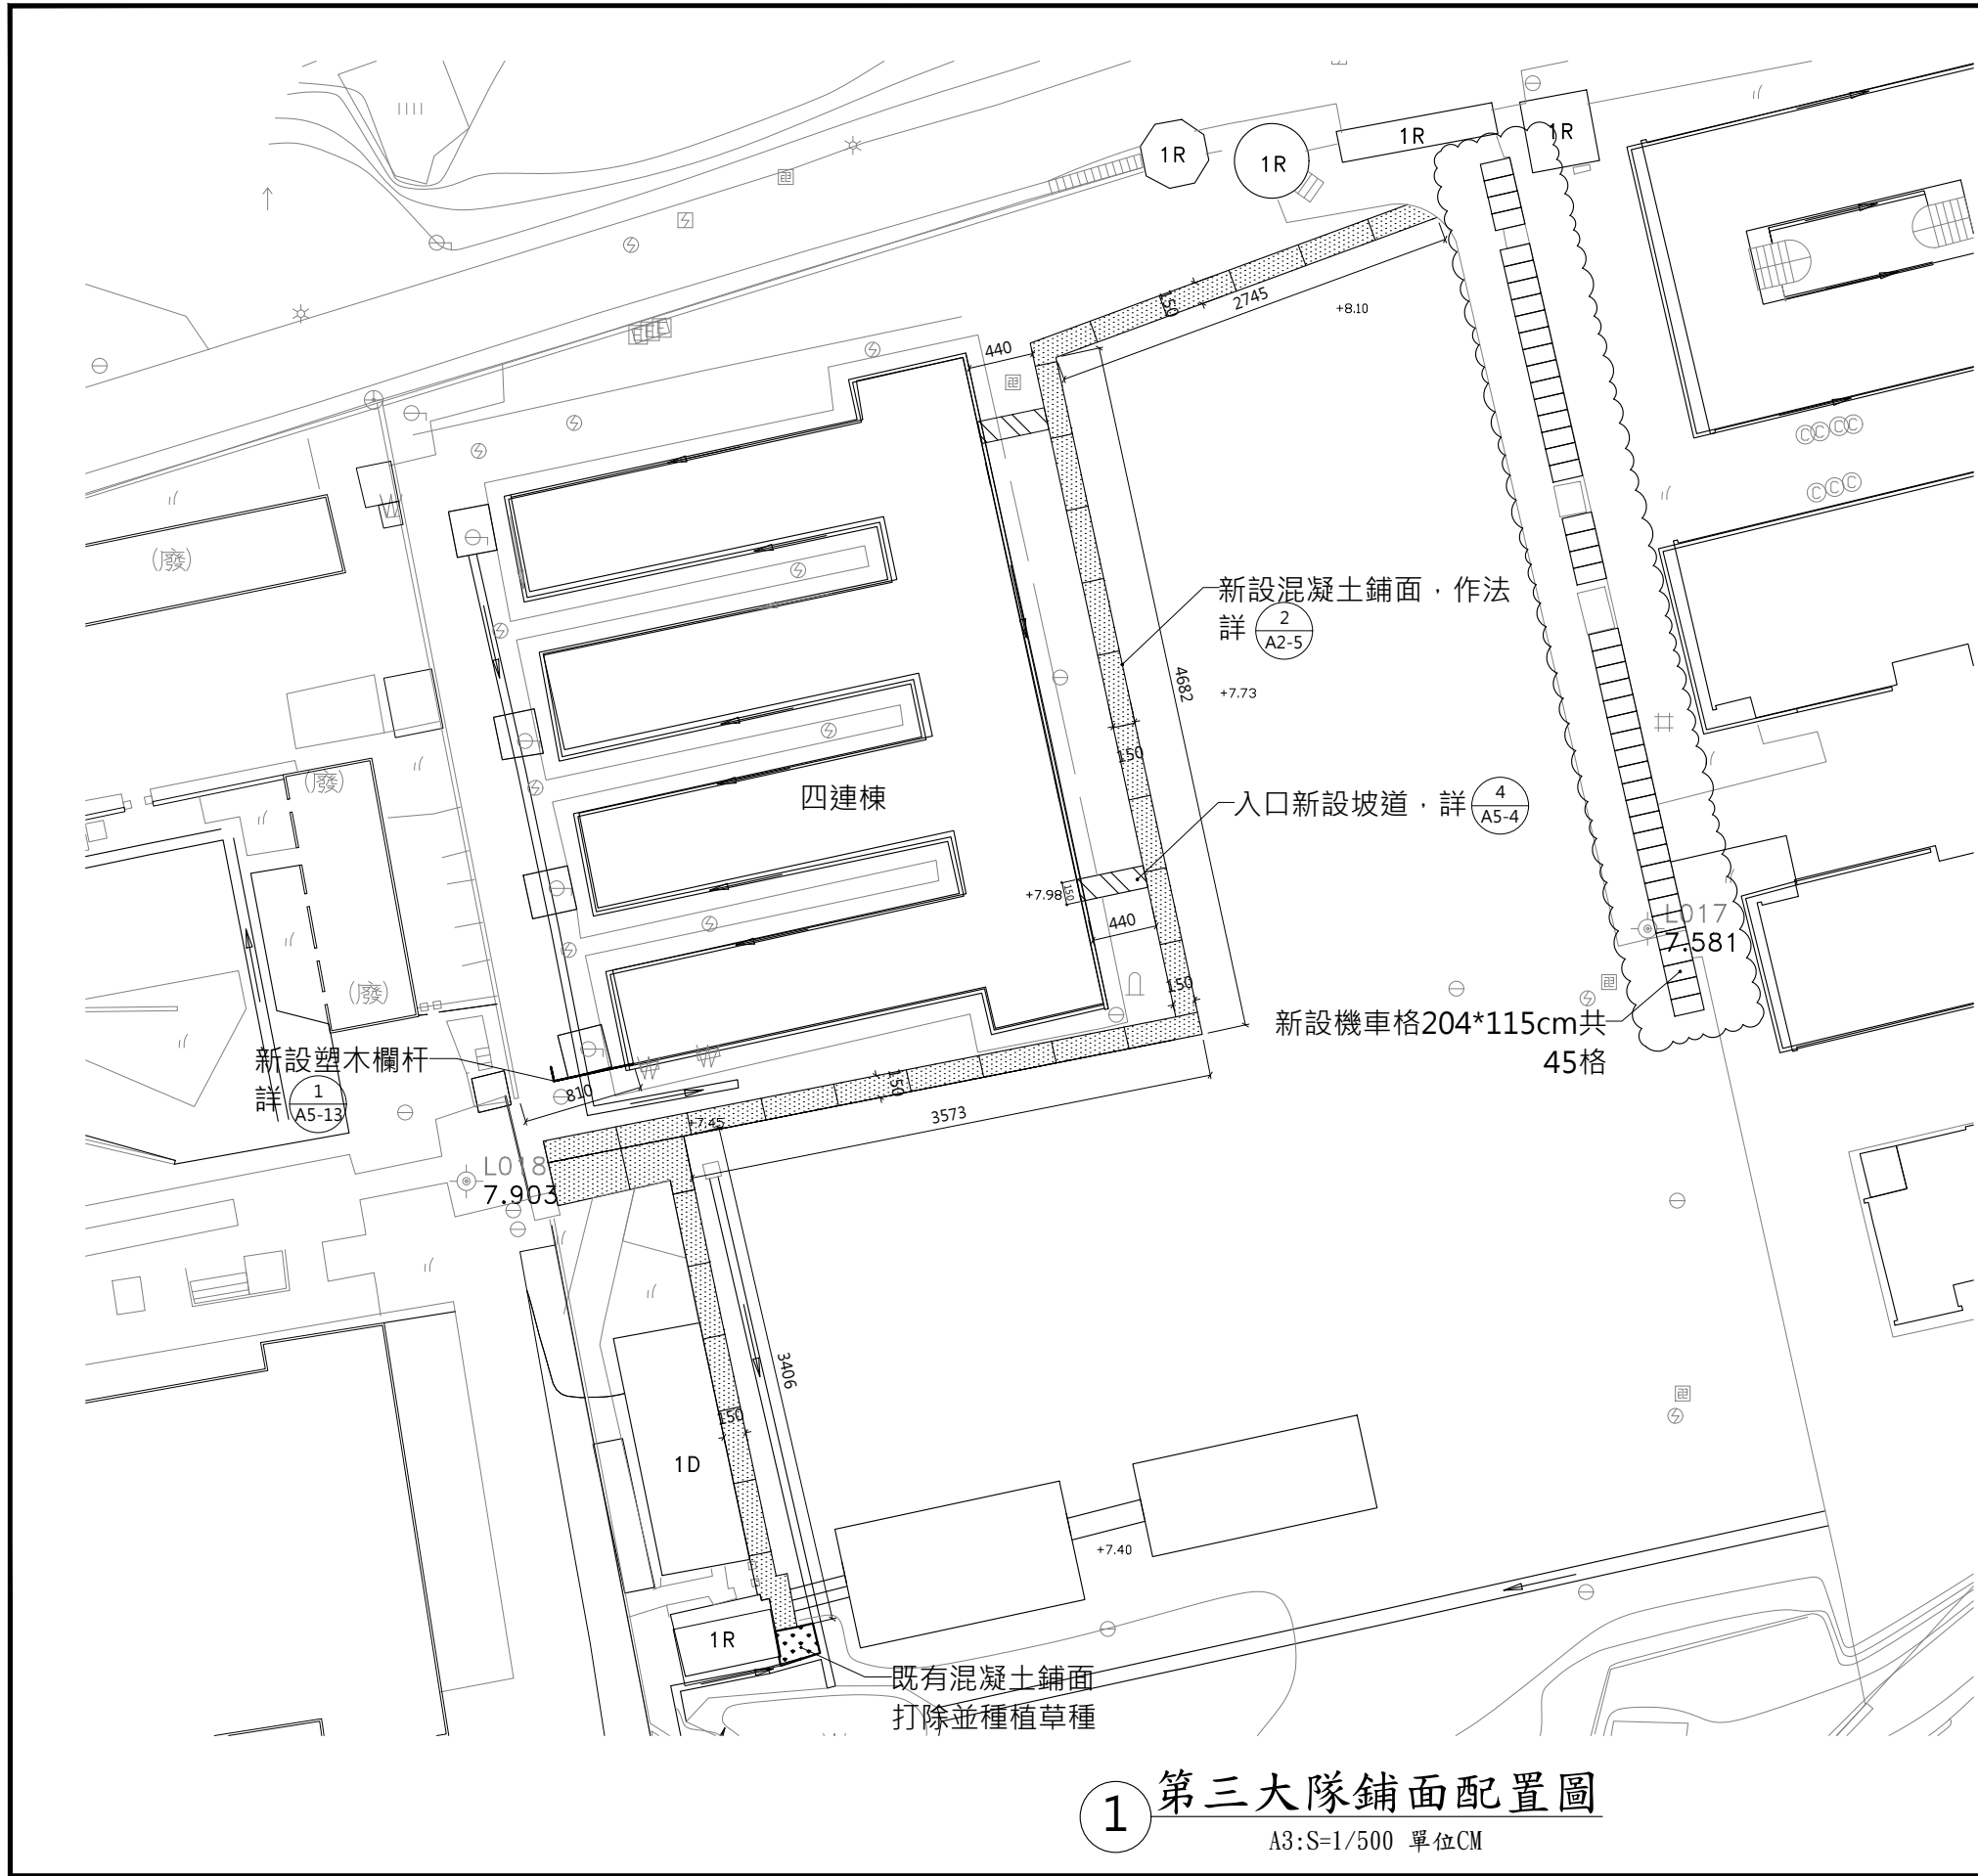 1R
1R
1R
1R
150
2745
+8.10
440
(廢)
W
新設混凝土鋪面，作法
詳 2
A2-5
4682
+7.73
150
(廢)
四連棟
入口新設坡道，詳 4
A5-4
+7.98
150
440
L017
7.581
(廢)
150
新設機車格204*115cm共
45格
新設塑木欄杆
詳 1
A5-13
W
W
810
150
3573
+7.45
L018
7.903
3406
150
1D
+7.40
1R
既有混凝土鋪面
打除並種植草種
1 第三大隊鋪面配置圖
A3:S=1/500 單位CM